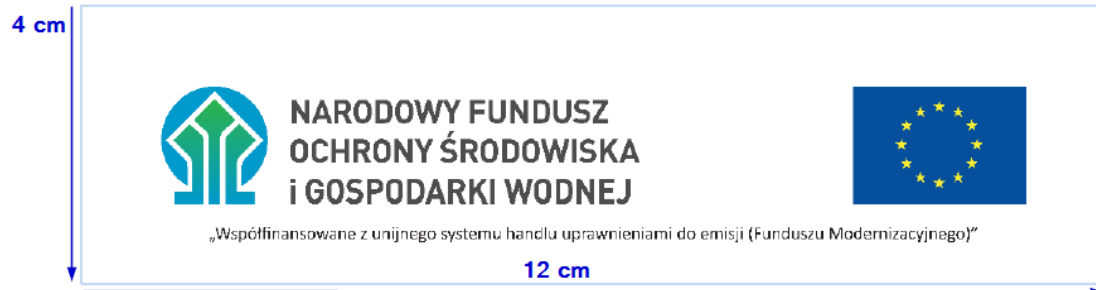 4 cm
NARODOWY FUNDUSZ
OCHRONY ŚRODOWISKA
i GOSPODARKI WODNEJ
„Współfinansowane z unijnego systemu handlu uprawnieniami do emisji (Funduszu Modernizacyjnego)”
12 cm